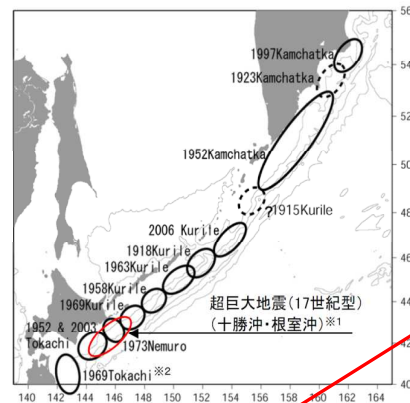 56
1997Kamchatka
54
1923Kamchatka
52
1952Kamchatka
50
48
?1915Kurile
2006 Kurile
46
1918Kurile
1963Kurile
1958Kurile
44
1969Kurile
超巨大地震(17世紀型)
(十勝沖・根室沖)※1
1952 & 2003
Tokachi
1973Nemuro
42
1969Tokachi※2
40
140 142 144 146 148 150 152 154 156 158 160 162 164